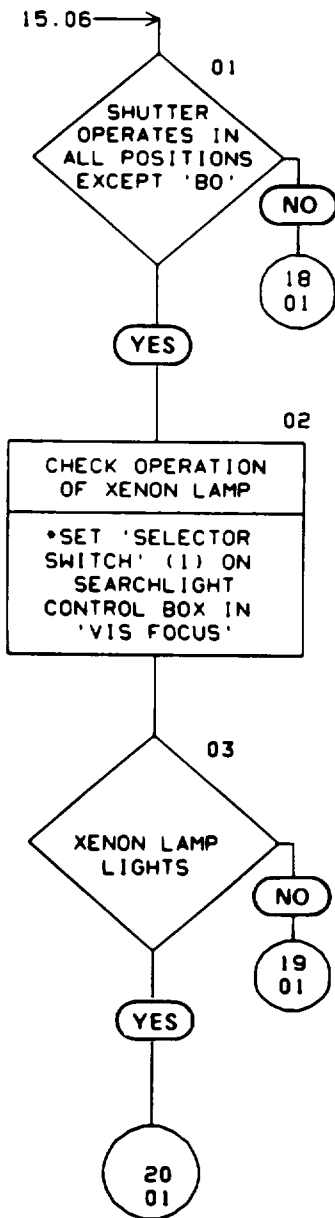 15.06
01
SHUTTER
OPERATES IN
ALL POSITIONS
EXCEPT 'BO'
NO
18
01
YES
02
CHECK OPERATION
OF XENON LAMP
*SET 'SELECTOR
SWITCH' (1) ON
SEARCHLIGHT
CONTROL BOX IN
'VIS FOCUS'
03
XENON LAMP
LIGHTS
NO
19
01
YES
20
01